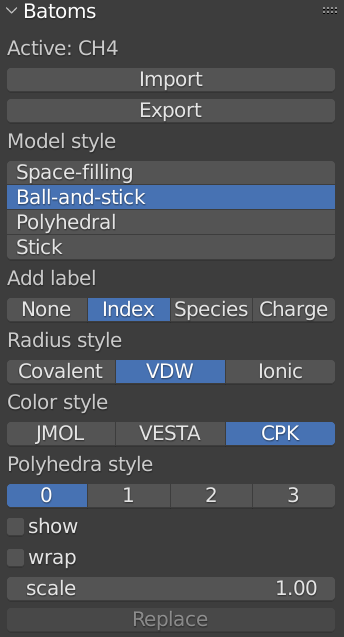 Batoms
Active: CH4
Import
Export
Model style
Space-filling
Ball-and-stick
Polyhedral
Stick
Add label
None Index Species Charge
Radius style
Covalent VDW Ionic
Color style
JMOL VESTA CPK
Polyhedra style
0 1 2 3
show
wrap
scale 1.00
Replace